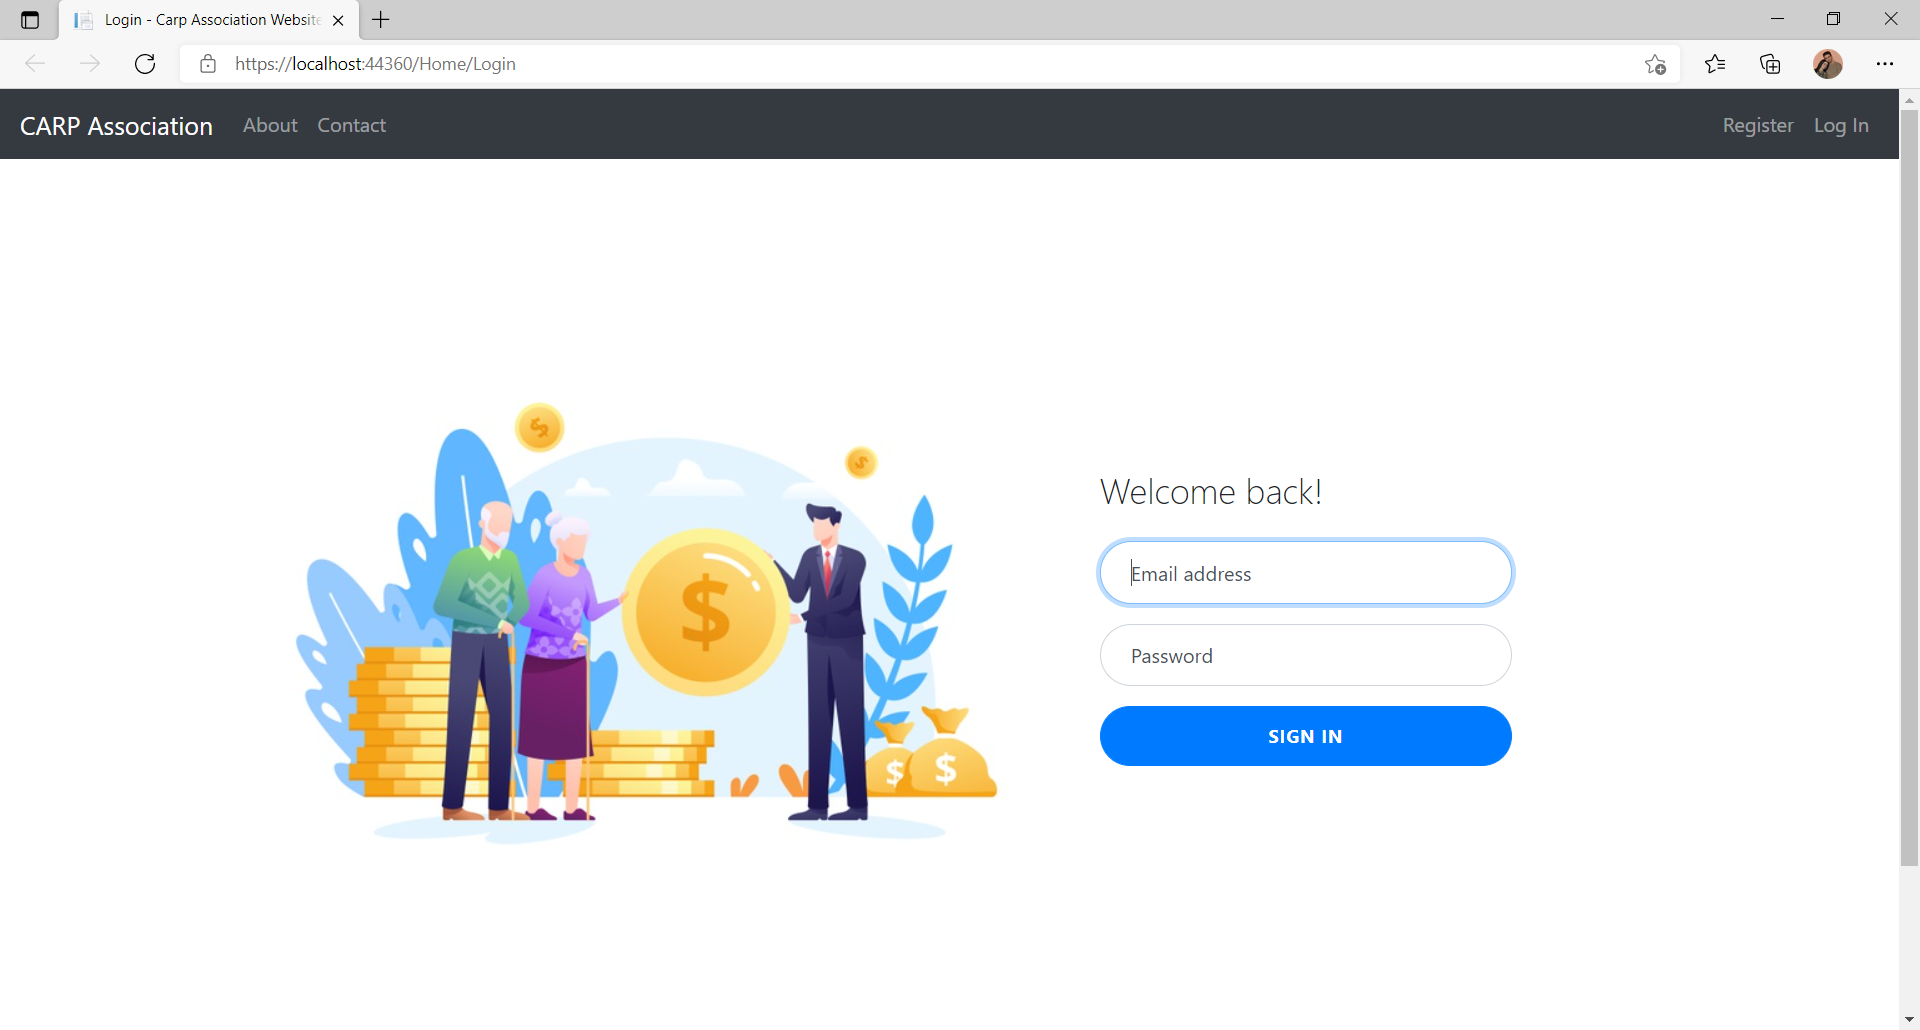 Login - Carp Association Website
https://localhost:44360/Home/Login
CARP Association About Contact Register Log In
Welcome back!
Email address
Password
SIGN IN
$
$
$
$
$